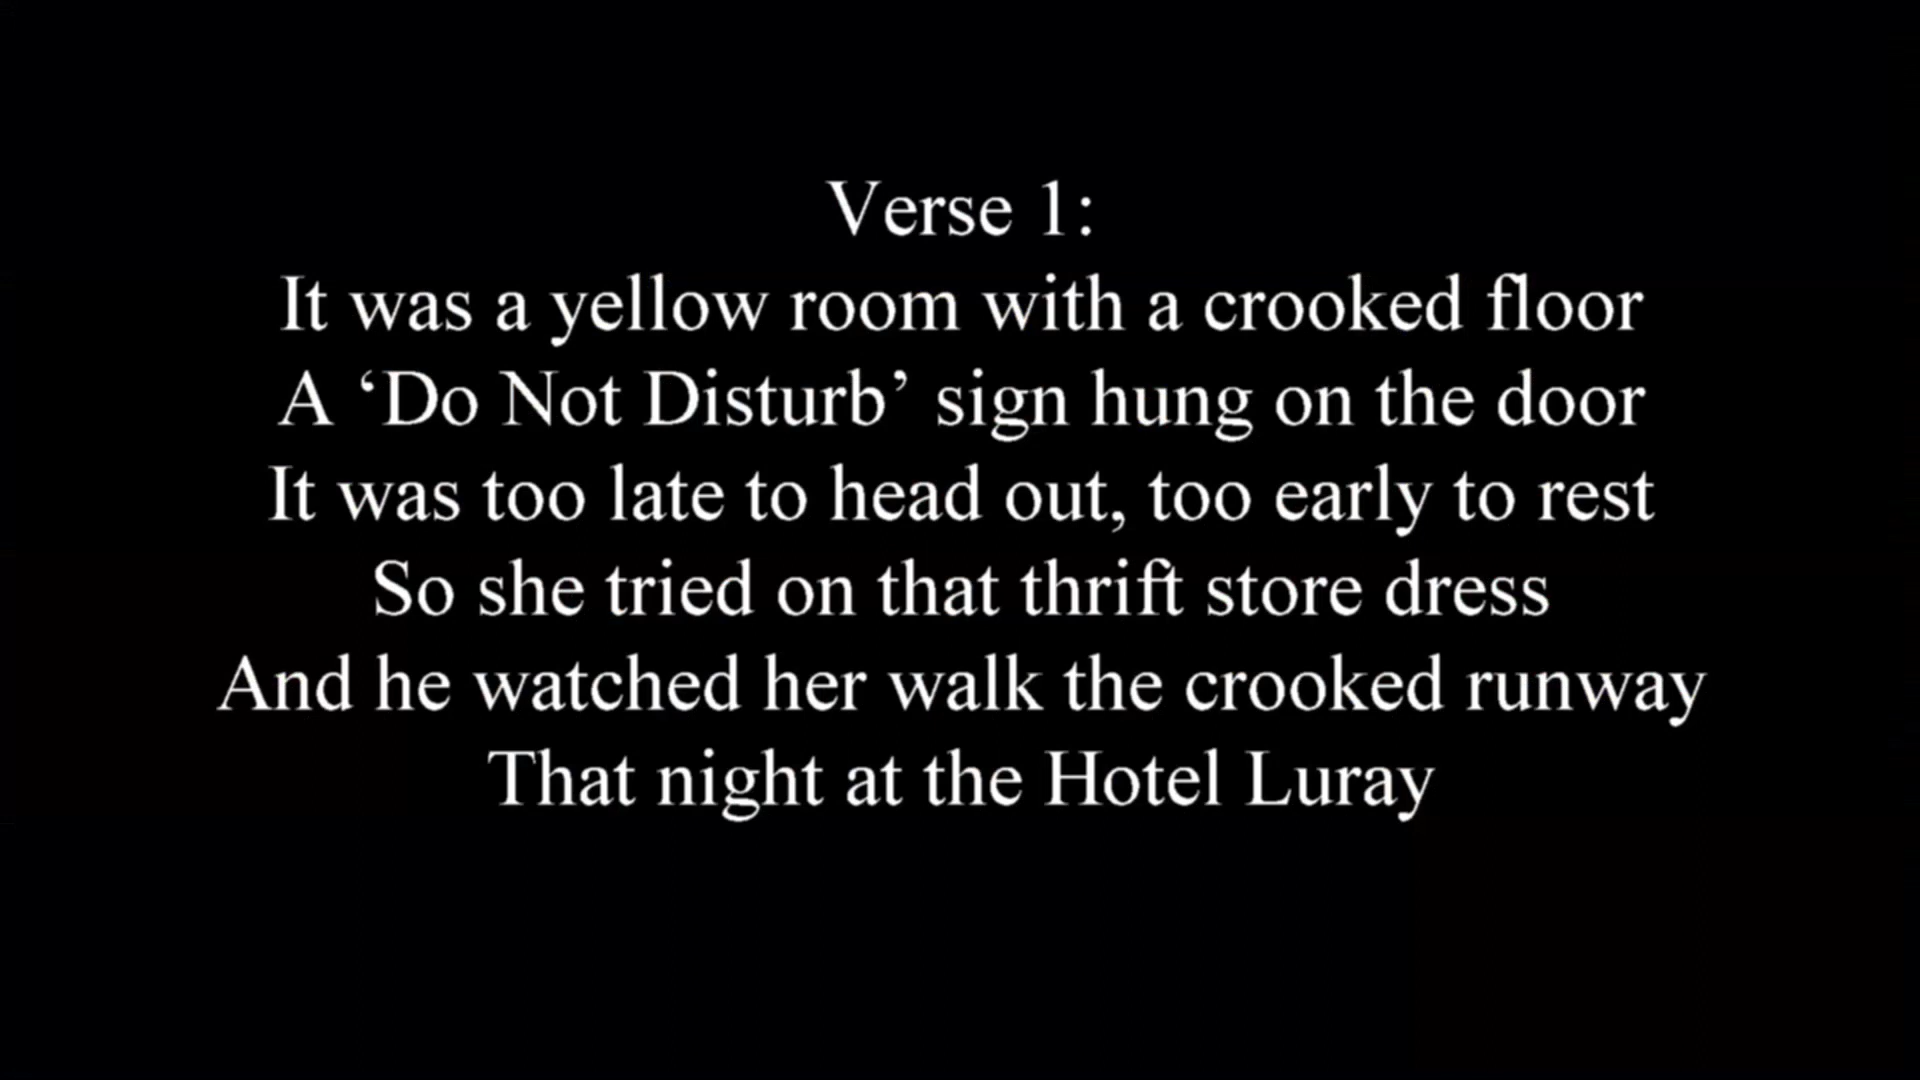 Verse 1:
It was a yellow room with a crooked floor
A ‘Do Not Disturb’ sign hung on the door
It was too late to head out, too early to rest
So she tried on that thrift store dress
And he watched her walk the crooked runway
That night at the Hotel Luray